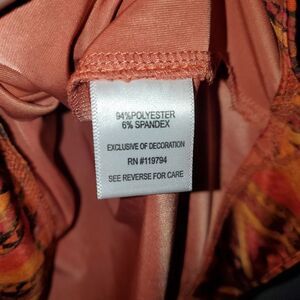 94%POLYESTER
6% SPANDEX
EXCLUSIVE OF DECORATION
RN #119794
SEE REVERSE FOR CARE